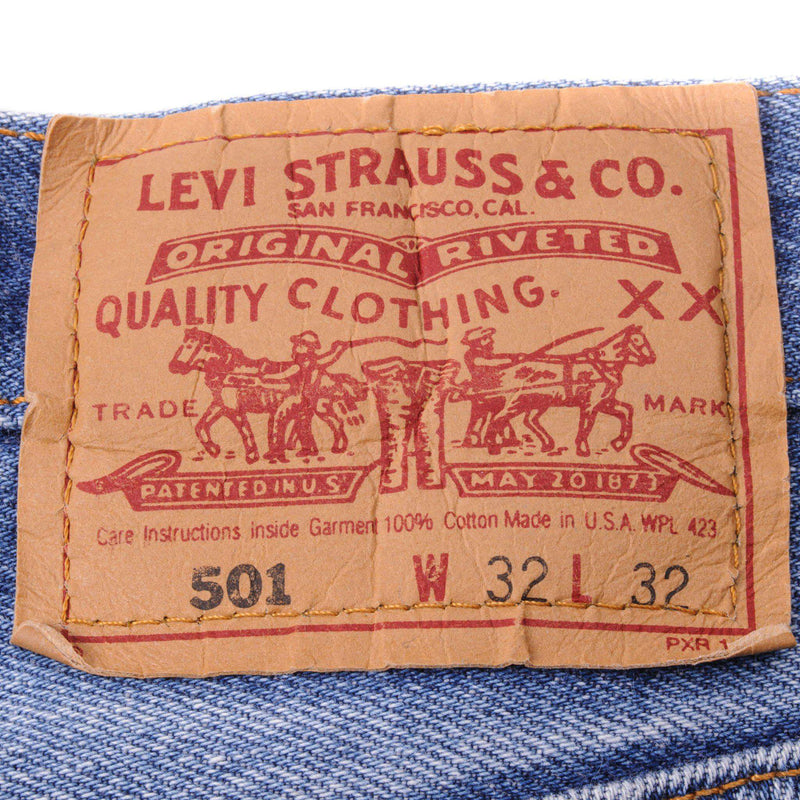 LEVI STRAUSS & CO.
SAN FRANCISCO, CAL.
ORIGINAL RIVETED
QUALITY CLOTHING. XX
TRADE MARK
PATENTED IN U.S. MAY 20 1873
Care Instructions Inside Garment 100% Cotton Made in U.S.A. WPL 423
501 W 32 L 32
PXR 1